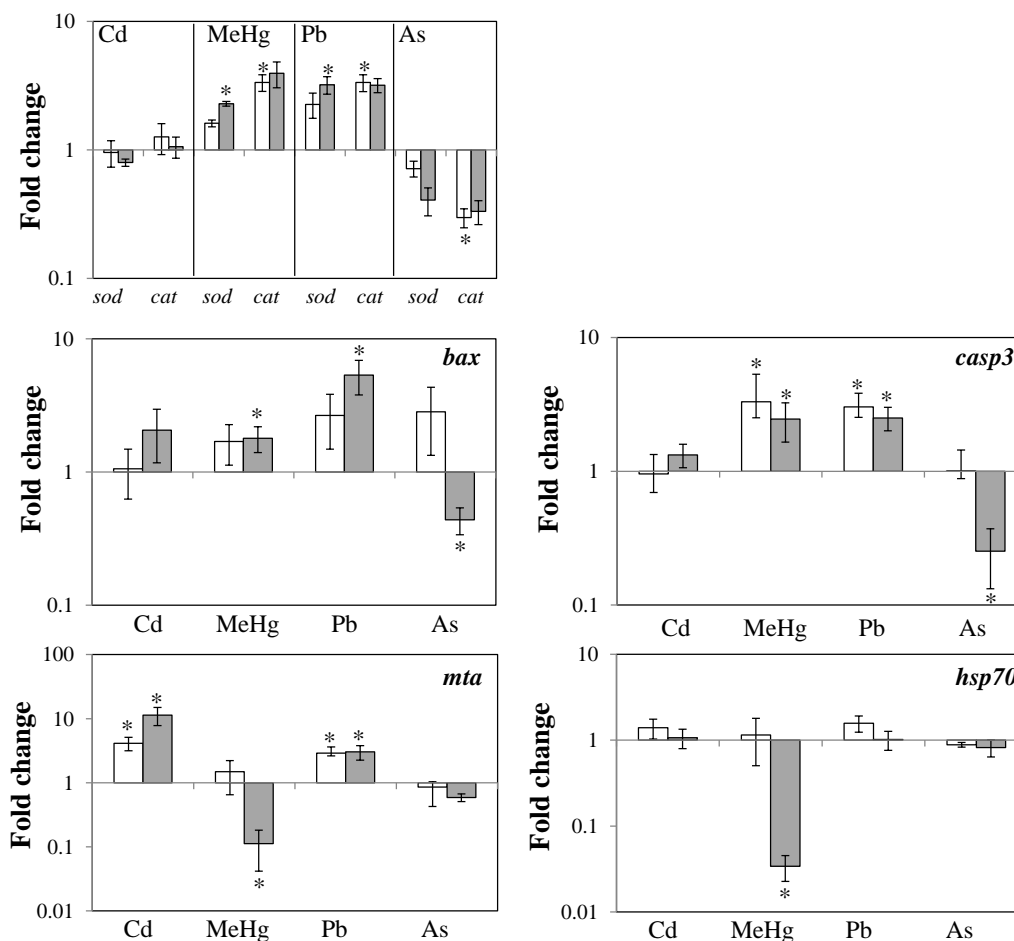 Cd MeHg Pb As
Fold change
10
1
0.1
* * * * *
sod cat sod cat sod cat sod cat
bax
Fold change
10
1
0.1
* * *
Cd MeHg Pb As
casp3
Fold change
10
1
0.1
* * * * *
Cd MeHg Pb As
mta
Fold change
100
10
1
0.1
0.01
* * * * *
Cd MeHg Pb As
hsp70
Fold change
10
1
0.1
0.01
*
Cd MeHg Pb As